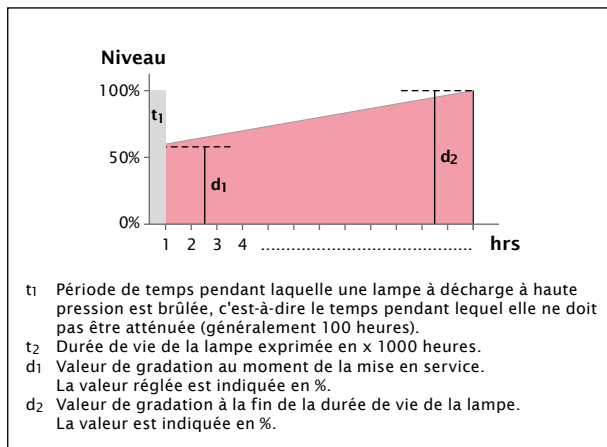 Niveau
100%
t1
50%
d1
d2
0%
1 2 3 4 ................................................ hrs
t1 Période de temps pendant laquelle une lampe à décharge à haute
pression est brûlée, c'est-à-dire le temps pendant lequel elle ne doit
pas être atténuée (généralement 100 heures).
t2 Durée de vie de la lampe exprimée en x 1000 heures.
d1 Valeur de gradation au moment de la mise en service.
La valeur réglée est indiquée en %.
d2 Valeur de gradation à la fin de la durée de vie de la lampe.
La valeur est indiquée en %.